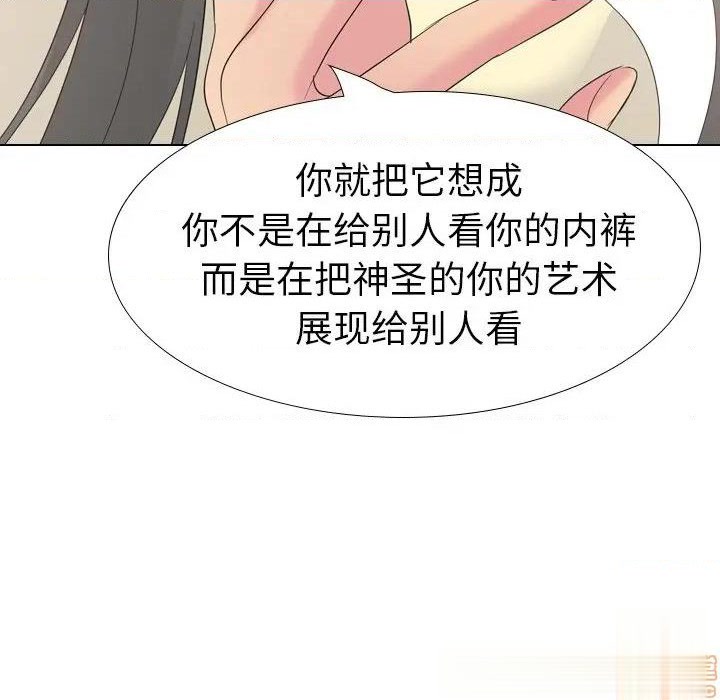 你就把它想成
你不是在给别人看你的内裤
而是在把神圣的你的艺术
展现给别人看